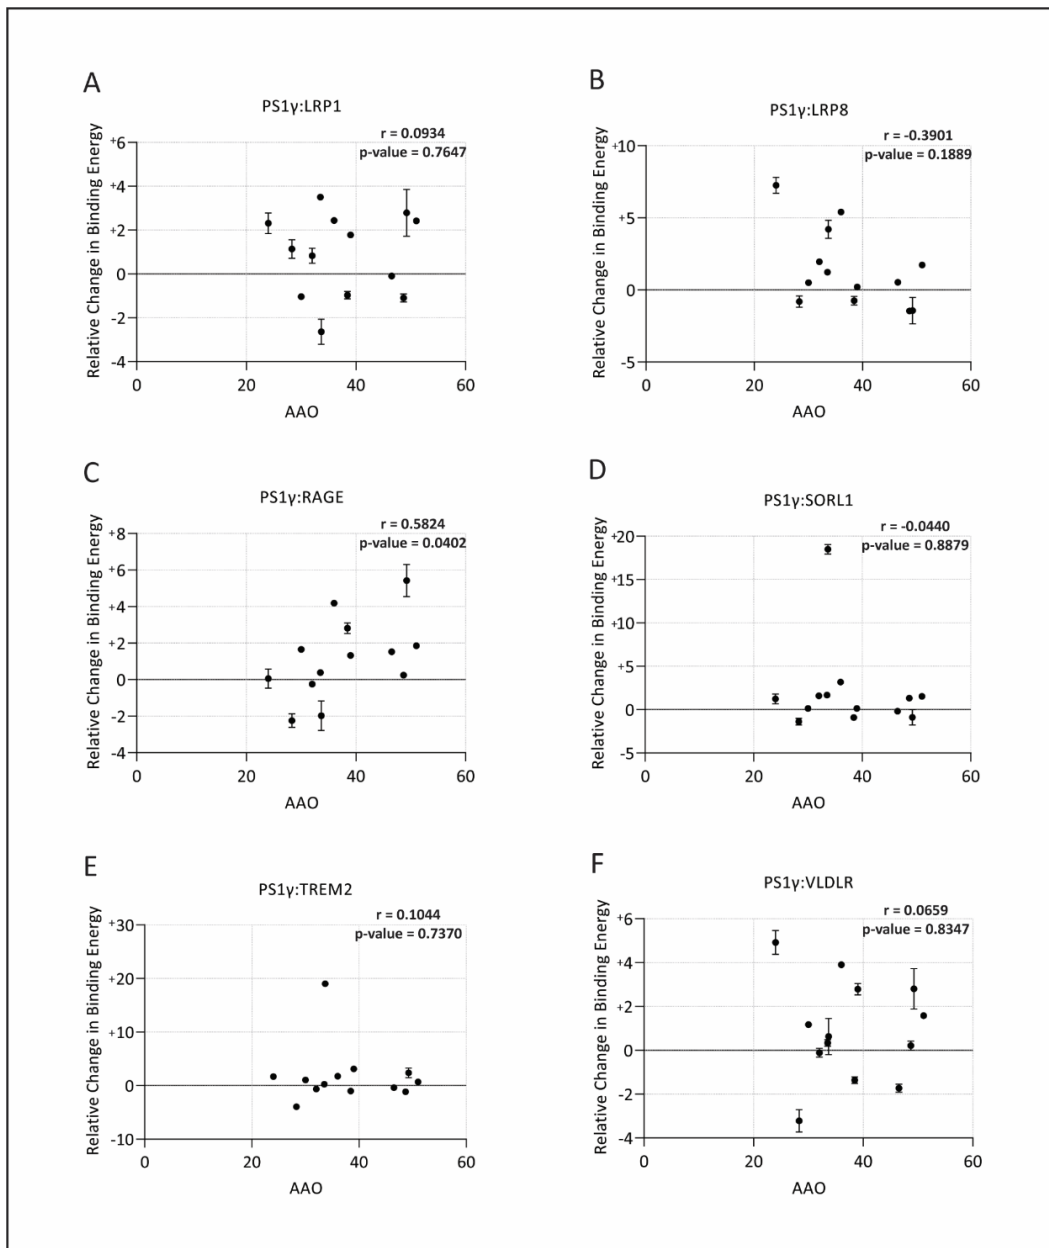 A
PS1γ:LRP1
r = 0.0934
p-value = 0.7647
Relative Change in Binding Energy
+6
+4
+2
0
-2
-4
0 20 40 60
AAO
B
PS1γ:LRP8
r = -0.3901
p-value = 0.1889
Relative Change in Binding Energy
+10
+5
0
-5
0 20 40 60
AAO
C
PS1γ:RAGE
r = 0.5824
p-value = 0.0402
Relative Change in Binding Energy
+8
+6
+4
+2
0
-2
-4
0 20 40 60
AAO
D
PS1γ:SORL1
r = -0.0440
p-value = 0.8879
Relative Change in Binding Energy
+20
+15
+10
+5
0
-5
0 20 40 60
AAO
E
PS1γ:TREM2
r = 0.1044
p-value = 0.7370
Relative Change in Binding Energy
+30
+20
+10
0
-10
0 20 40 60
AAO
F
PS1γ:VLDLR
r = 0.0659
p-value = 0.8347
Relative Change in Binding Energy
+6
+4
+2
0
-2
-4
0 20 40 60
AAO